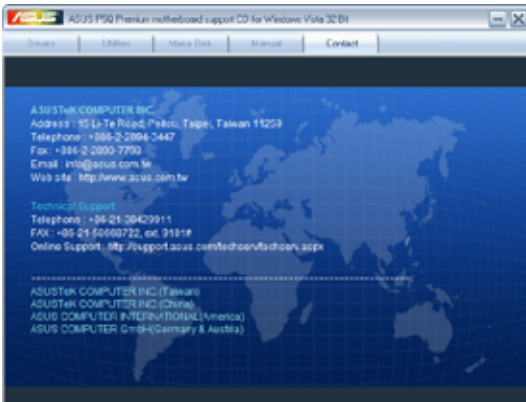 ASUS P5Q Premium motherboard support CD for Windows Vista 32 Bit
Drivers Utilities Make Disk Manual Contact
ASUSTeK COMPUTER INC.
Address : 15 Li-Te Road, Peitou, Taipei, Taiwan 11259
Telephone : +886-2-2894-3447
Fax : +886-2-2890-7798
Email : info@asus.com.tw
Web site : http://www.asus.com.tw
Technical Support
Telephone : +86-21-38429911
FAX : +86-21-58668722, ext. 9101#
Online Support : http://support.asus.com/techserv/techserv.aspx
ASUSTeK COMPUTER INC.(Taiwan)
ASUSTeK COMPUTER INC.(China)
ASUS COMPUTER INTERNATIONAL(America)
ASUS COMPUTER GmbH(Germany & Austria)